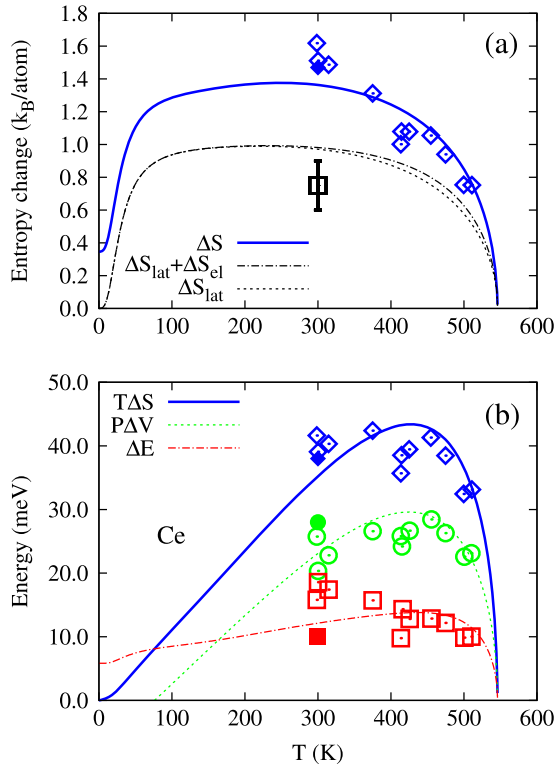 (a)
Entropy change (k_B/atom)
1.8
1.6
1.4
1.2
1.0
0.8
0.6
0.4
0.2
0.0
ΔS
ΔS_lat+ΔS_el
ΔS_lat
0 100 200 300 400 500 600
(b)
Energy (meV)
50.0
40.0
30.0
20.0
10.0
0.0
TΔS
PΔV
ΔE
Ce
0 100 200 300 400 500 600
T (K)